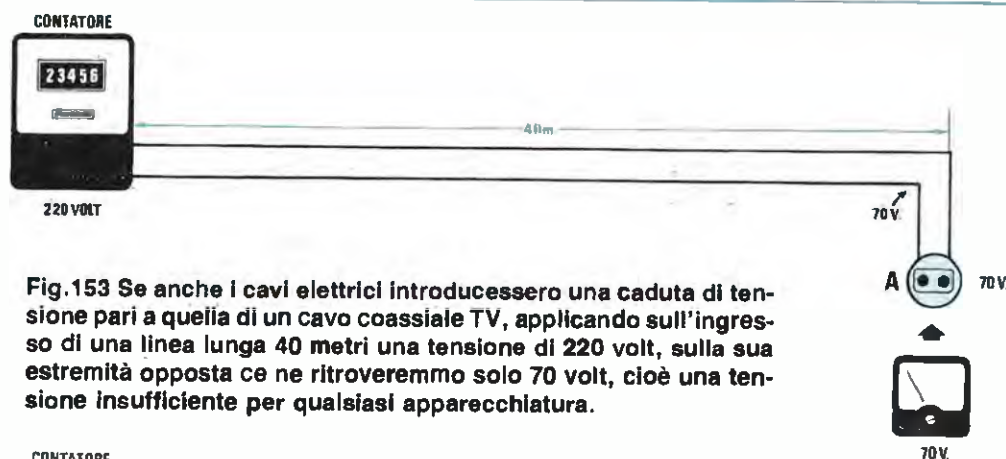 CONTATORE
23456
40m
220 VOLT
70 V.
A
70 V.
Fig.153 Se anche i cavi elettrici introducessero una caduta di ten-
sione pari a quella di un cavo coassiale TV, applicando sull'ingres-
so di una linea lunga 40 metri una tensione di 220 volt, sulla sua
estremità opposta ce ne ritroveremmo solo 70 volt, cioè una ten-
sione insufficiente per qualsiasi apparecchiatura.
70 V.
CONTATORE